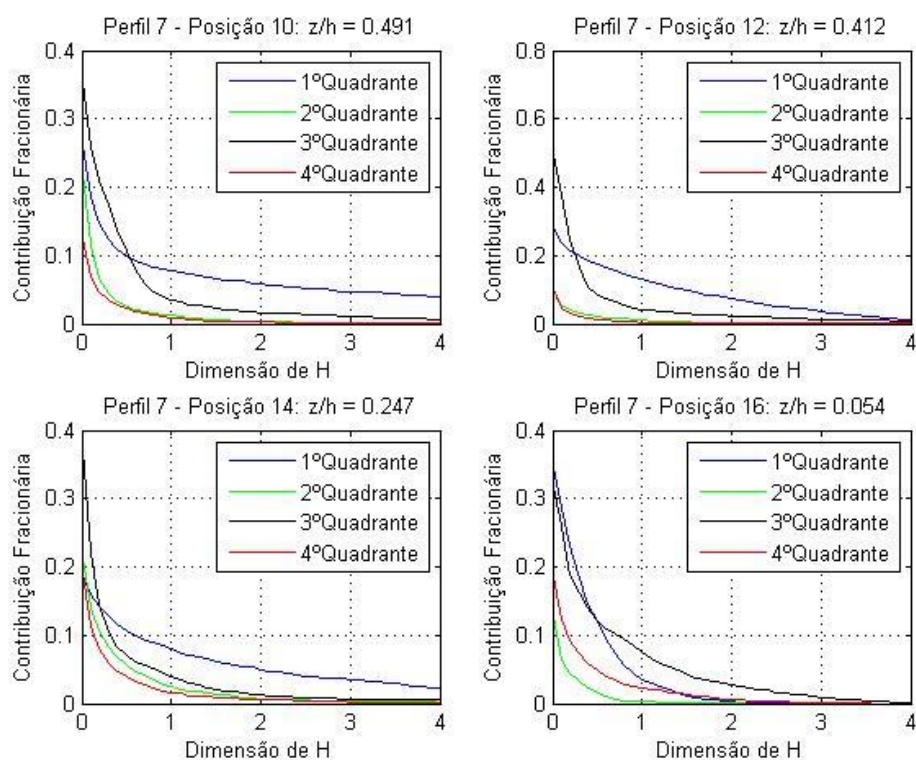 Perfil 7 - Posição 10: z/h = 0.491
Contribuição Fracionária
0.4
0.3
0.2
0.1
0
1ºQuadrante
2ºQuadrante
3ºQuadrante
4ºQuadrante
0 1 2 3 4
Dimensão de H
Perfil 7 - Posição 12: z/h = 0.412
Contribuição Fracionária
0.8
0.6
0.4
0.2
0
1ºQuadrante
2ºQuadrante
3ºQuadrante
4ºQuadrante
0 1 2 3 4
Dimensão de H
Perfil 7 - Posição 14: z/h = 0.247
Contribuição Fracionária
0.4
0.3
0.2
0.1
0
1ºQuadrante
2ºQuadrante
3ºQuadrante
4ºQuadrante
0 1 2 3 4
Dimensão de H
Perfil 7 - Posição 16: z/h = 0.054
Contribuição Fracionária
0.4
0.3
0.2
0.1
0
1ºQuadrante
2ºQuadrante
3ºQuadrante
4ºQuadrante
0 1 2 3 4
Dimensão de H